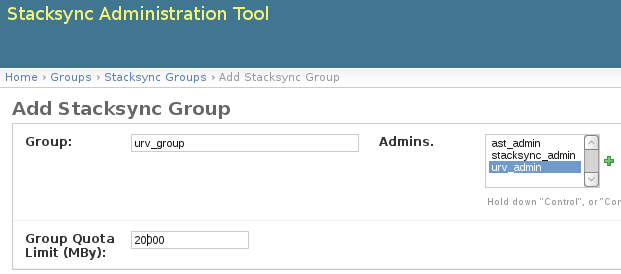 Stacksync Administration Tool
Home › Groups › Stacksync Groups › Add Stacksync Group
Add Stacksync Group
Group: urv_group Admins. ast_admin
stacksync_admin
urv_admin
Hold down "Control", or "Co
Group Quota Limit (MBy): 20000